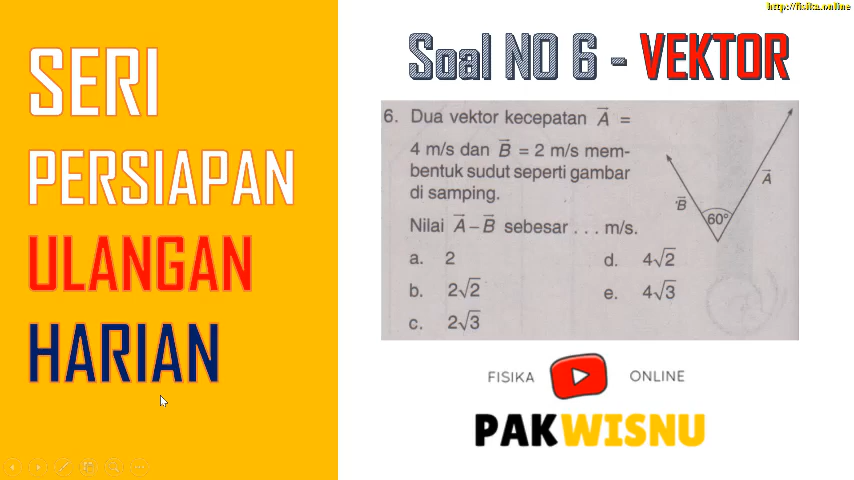 http://fisika.online
SERI
PERSIAPAN
ULANGAN
HARIAN
Soal NO 6 - VEKTOR
6. Dua vektor kecepatan A⃗ =
4 m/s dan B⃗ = 2 m/s mem-
bentuk sudut seperti gambar
di samping.
Nilai A⃗ – B⃗ sebesar . . . m/s.
a. 2
b. 2√2
c. 2√3
d. 4√2
e. 4√3
B⃗
60°
A⃗
FISIKA ONLINE
PAKWISNU